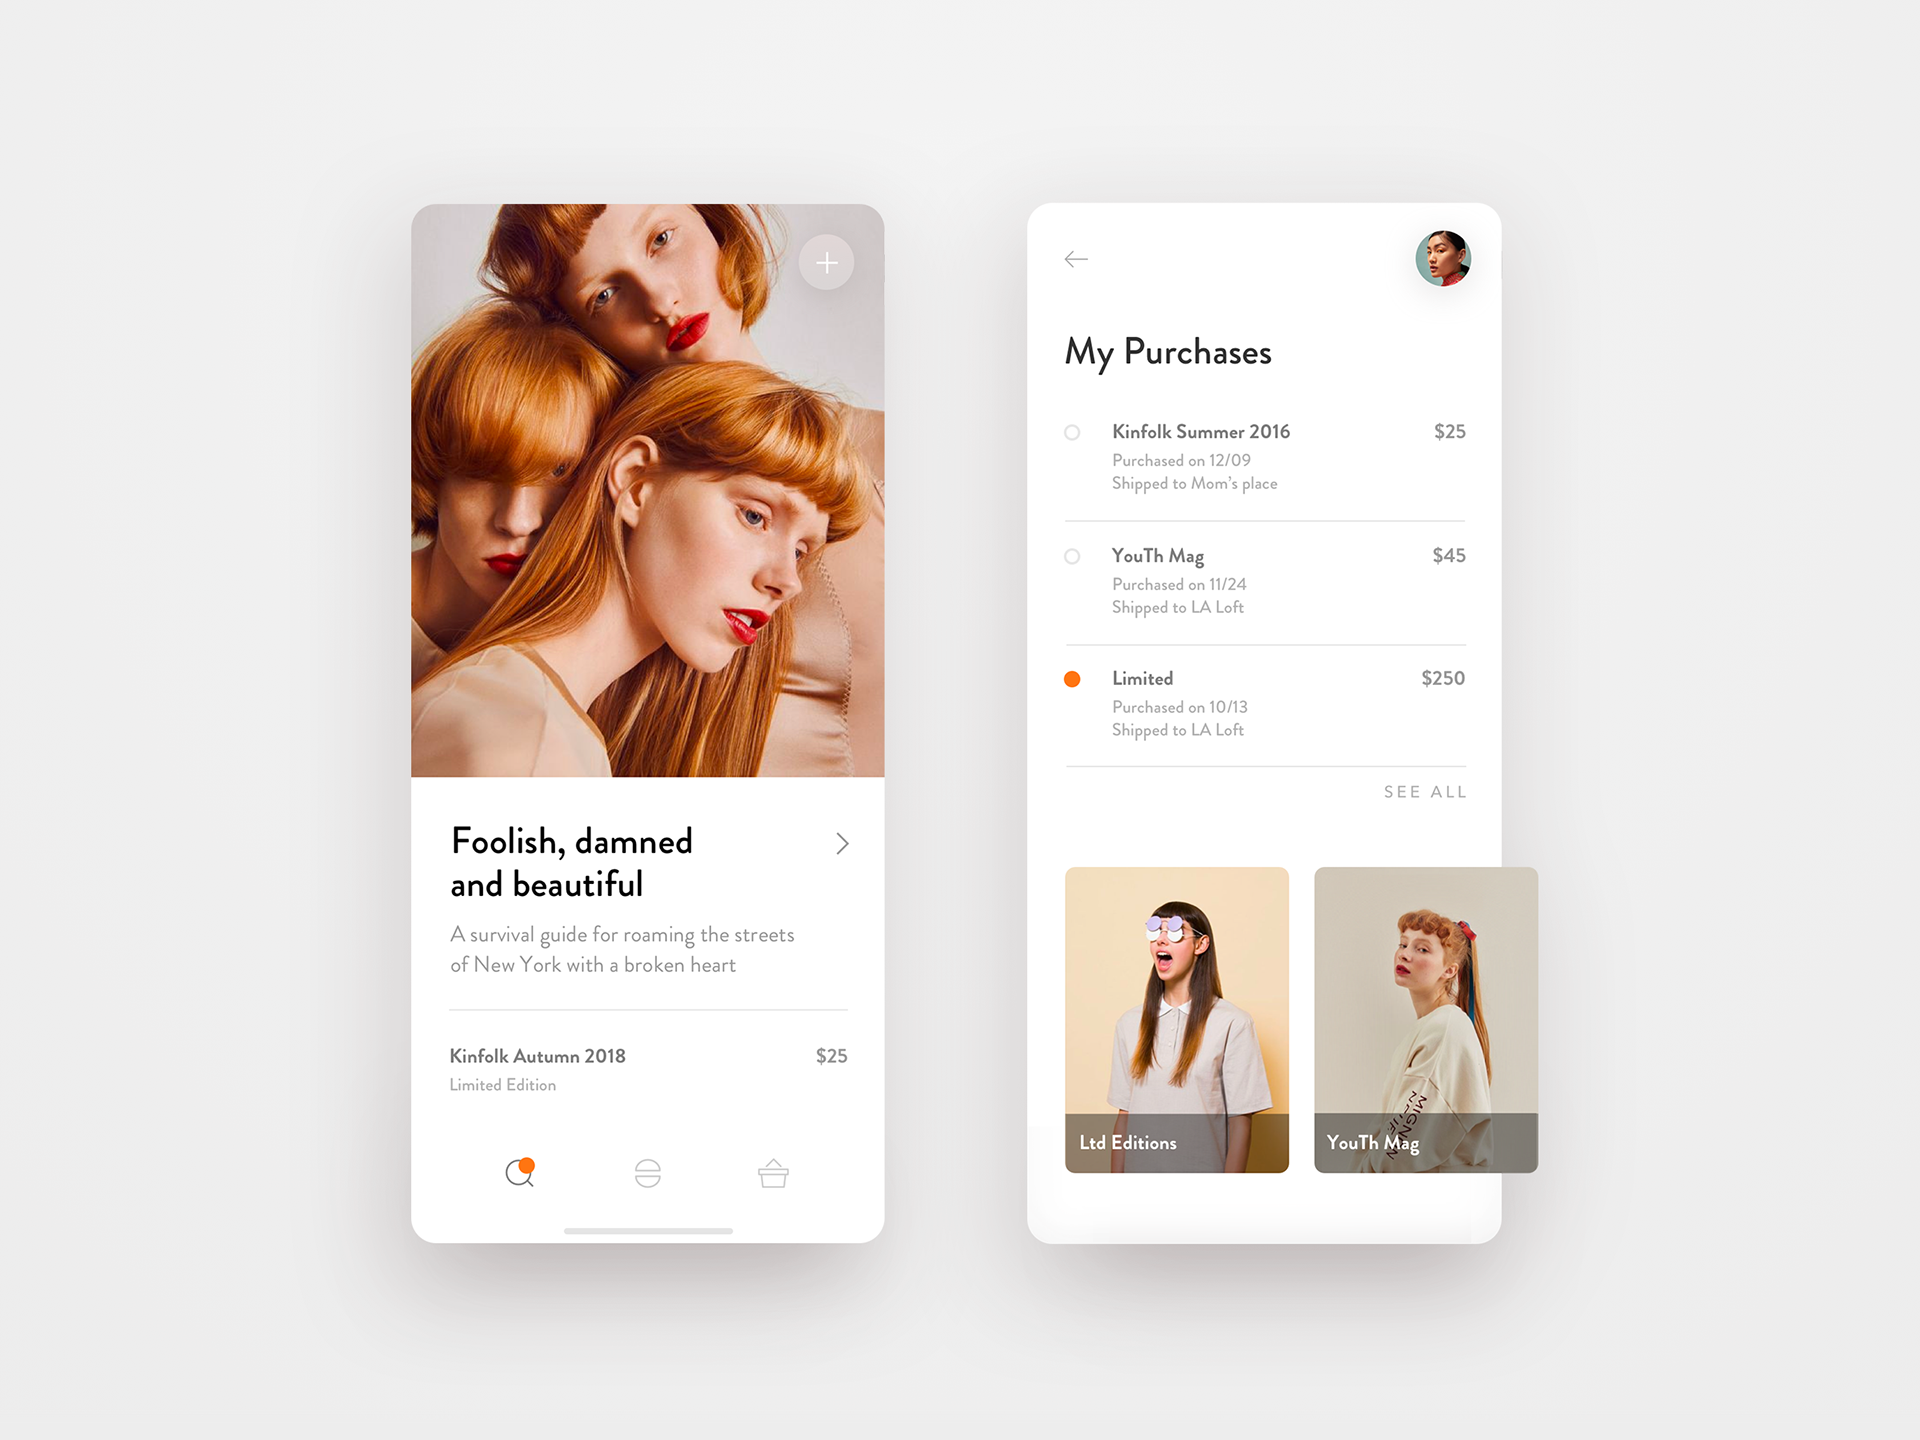 Foolish, damned
and beautiful
A survival guide for roaming the streets
of New York with a broken heart
Kinfolk Autumn 2018 $25
Limited Edition
My Purchases
Kinfolk Summer 2016 $25
Purchased on 12/09
Shipped to Mom’s place
YouTh Mag $45
Purchased on 11/24
Shipped to LA Loft
Limited $250
Purchased on 10/13
Shipped to LA Loft
SEE ALL
Ltd Editions
YouTh Mag